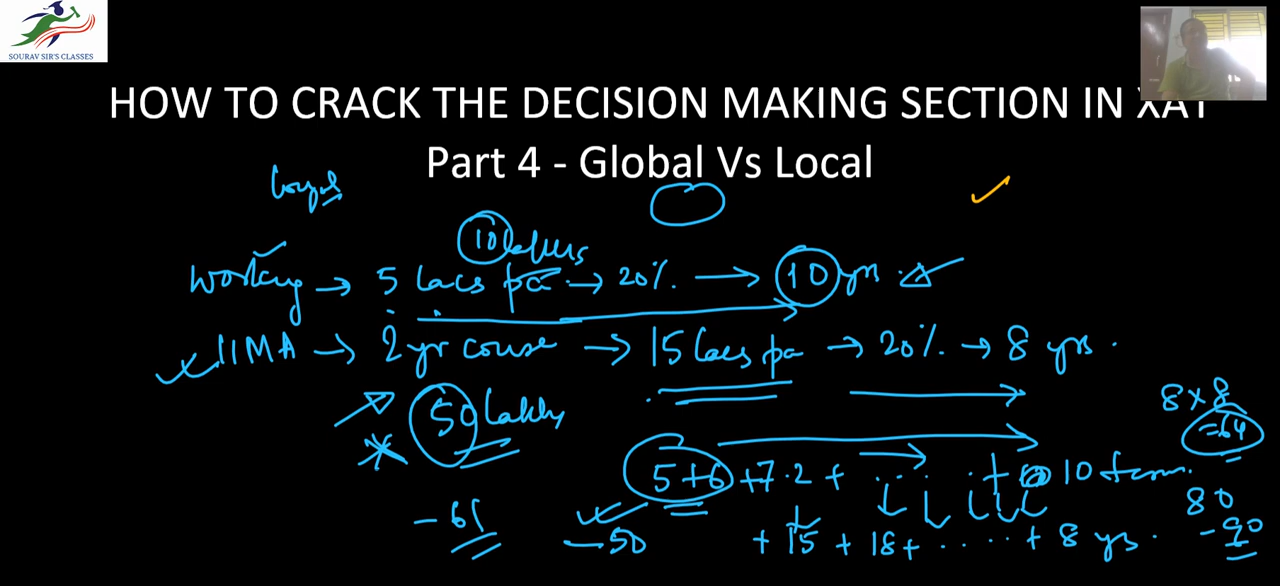 SOURAV SIR'S CLASSES
HOW TO CRACK THE DECISION MAKING SECTION IN XAT
Part 4 - Global Vs Local
10
Working → 5 lacs pa → 20% → 10 yrs
IIMA → 2 yr course → 15 lacs pa → 20% → 8 yrs.
50 lakhs
8 x 8
=64
5+6+7.2+ ..... + 10 term.
80
-61
-50
+ 15 + 18+ ..... + 8 yrs.
-90